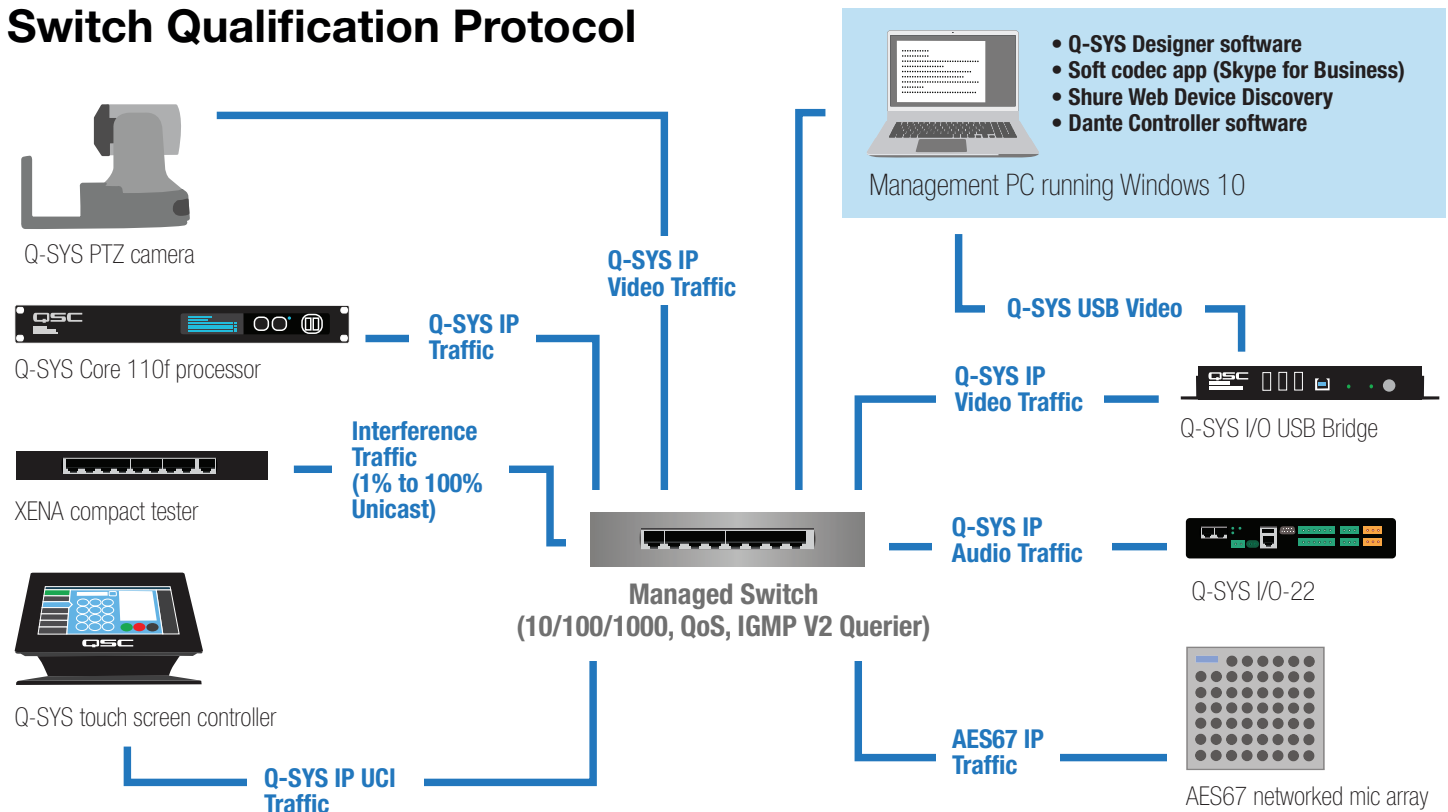 Switch Qualification Protocol
• Q-SYS Designer software
• Soft codec app (Skype for Business)
• Shure Web Device Discovery
• Dante Controller software
Management PC running Windows 10
Q-SYS PTZ camera
Q-SYS IP
Video Traffic
Q-SYS USB Video
QSC
Q-SYS Core 110f processor
Q-SYS IP
Traffic
Q-SYS IP
Video Traffic
QSC
Q-SYS I/O USB Bridge
Interference
Traffic
(1% to 100%
Unicast)
XENA compact tester
Q-SYS IP
Audio Traffic
Q-SYS I/O-22
Managed Switch
(10/100/1000, QoS, IGMP V2 Querier)
QSC
Q-SYS touch screen controller
Q-SYS IP UCI
Traffic
AES67 IP
Traffic
AES67 networked mic array